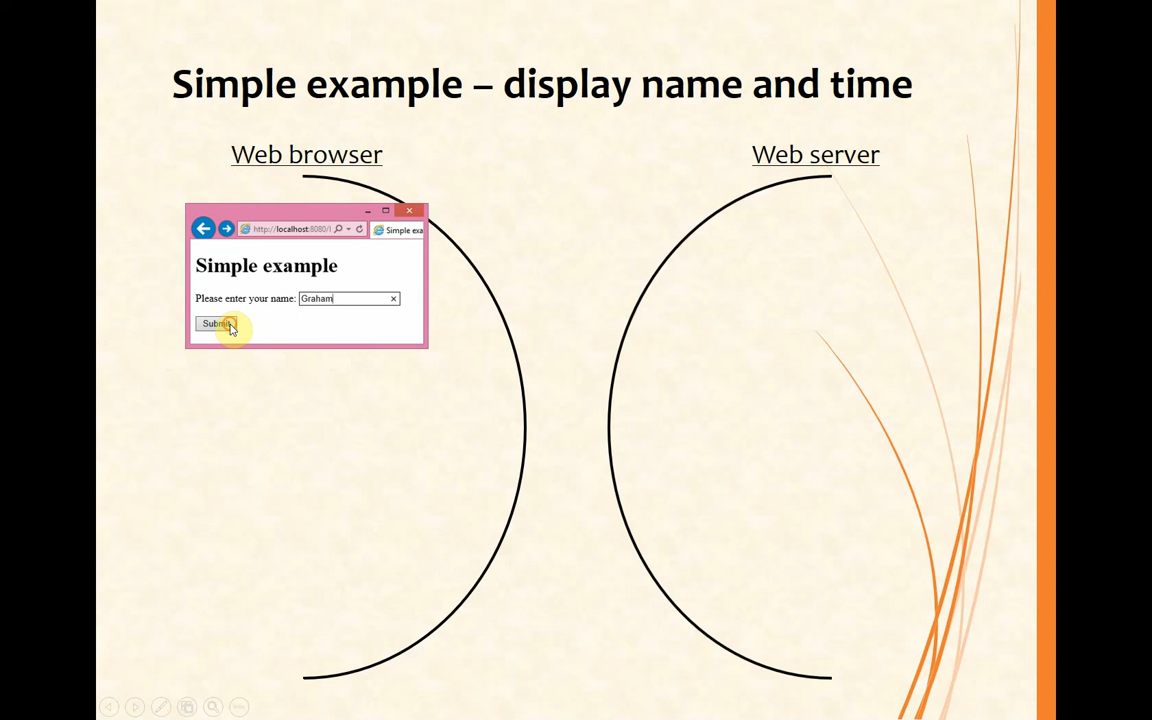 Simple example – display name and time
Web browser
Web server
http://localhost:8080/
Simple exa
Simple example
Please enter your name: Graham
Submit